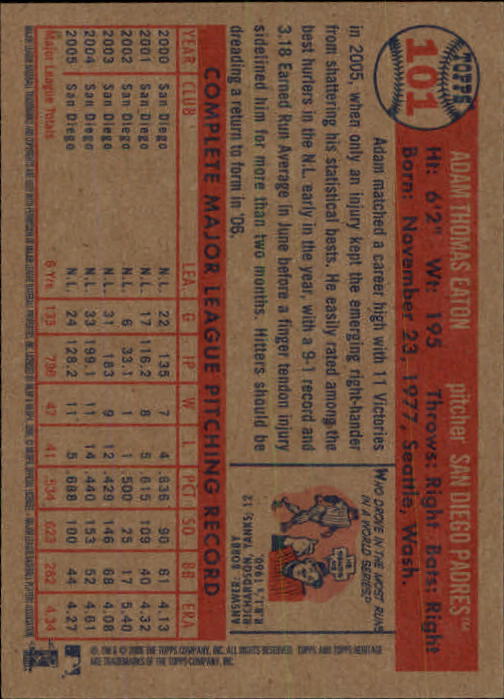 TOPPS
101
ADAM THOMAS EATON pitcher SAN DIEGO PADRES™
Ht: 6'2" Wt: 195 Throws: Right Bats: Right
Born: November 23, 1977, Seattle, Wash.
Adam matched a career high with 11 Victories
in 2005, when only an injury kept the emerging right-hander
from shattering his statistical bests. He easily rated among the
best hurlers in the N.L. early in the year, with a 9-1 record and
3.18 Earned Run Average in June before a finger tendon injury
sidelined him for more than two months. Hitters should be
dreading a return to form in '06.
WHO DROVE IN THE MOST RUNS
IN A WORLD SERIES?
ANSWER: BOBBY
RICHARDSON, YANKS, 12
R.B.I.'s 1960.
COMPLETE MAJOR LEAGUE PITCHING RECORD
YEAR CLUB LEA. G IP W L PCT SO BB ERA
2000 San Diego N.L. 22 135 7 4 .636 90 61 4.13
2001 San Diego N.L. 17 116.2 8 5 .615 109 40 4.32
2002 San Diego N.L. 6 33.1 1 1 .500 25 17 5.40
2003 San Diego N.L. 31 183 9 12 .429 146 68 4.08
2004 San Diego N.L. 33 199.1 11 14 .440 153 52 4.61
2005 San Diego N.L. 24 128.2 11 5 .688 100 44 4.27
Major League Totals 6 Yrs. 133 796 47 41 .534 623 282 4.34
®, TM & © 2006 THE TOPPS COMPANY, INC. ALL RIGHTS RESERVED. TOPPS AND TOPPS HERITAGE
ARE TRADEMARKS OF THE TOPPS COMPANY, INC.